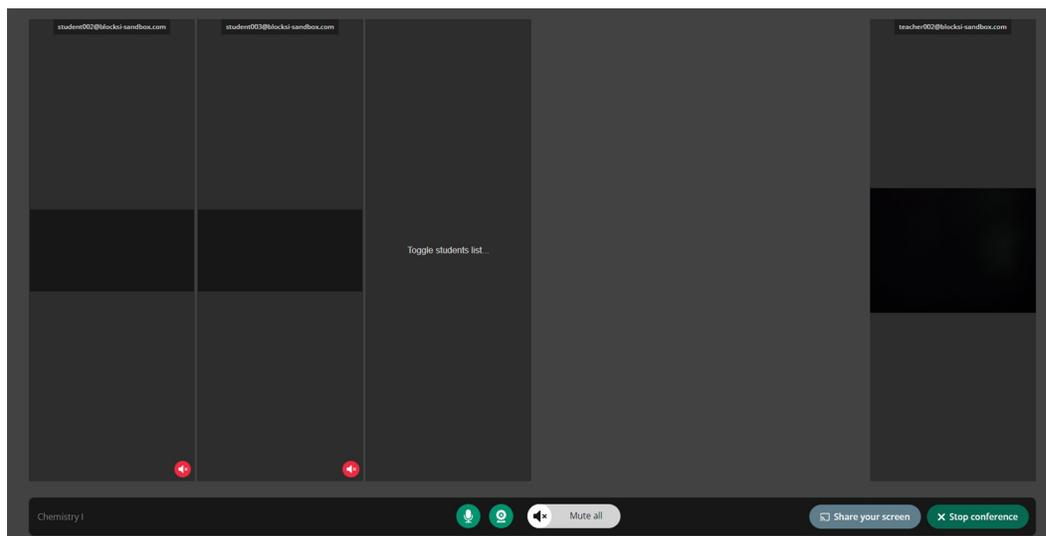 student002@blocksi-sandbox.com
student003@blocksi-sandbox.com
teacher002@blocksi-sandbox.com
Toggle students list...
Chemistry I
Mute all
Share your screen
Stop conference